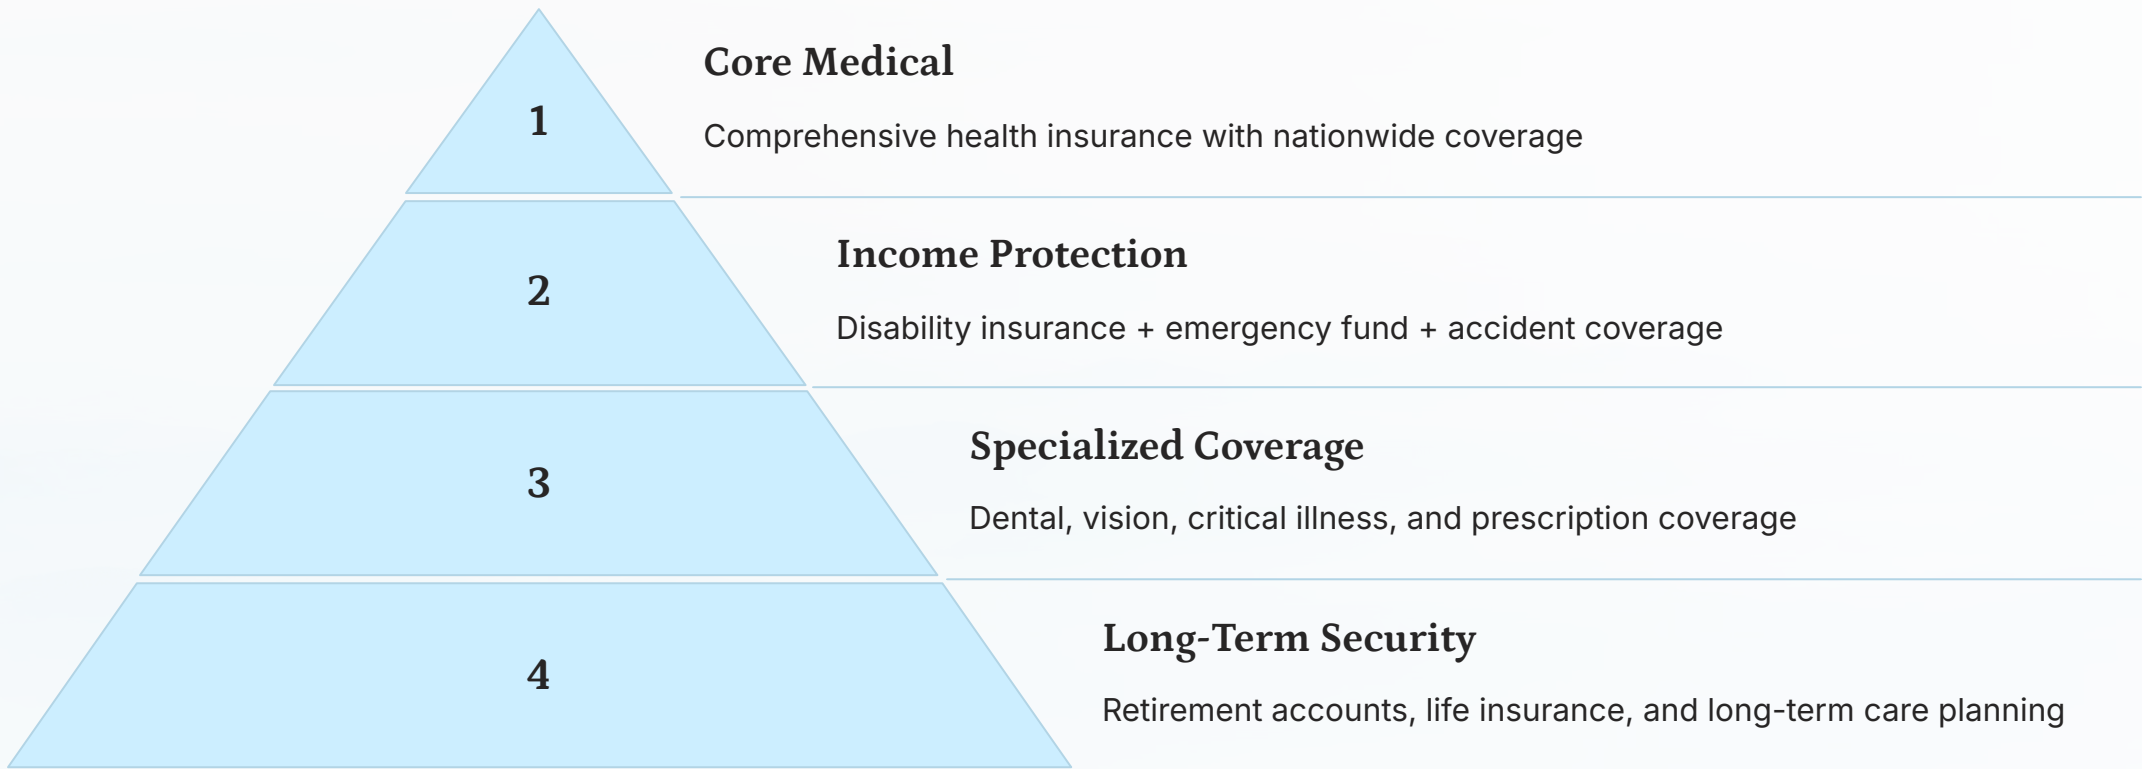 1
Core Medical
Comprehensive health insurance with nationwide coverage
2
Income Protection
Disability insurance + emergency fund + accident coverage
3
Specialized Coverage
Dental, vision, critical illness, and prescription coverage
4
Long-Term Security
Retirement accounts, life insurance, and long-term care planning